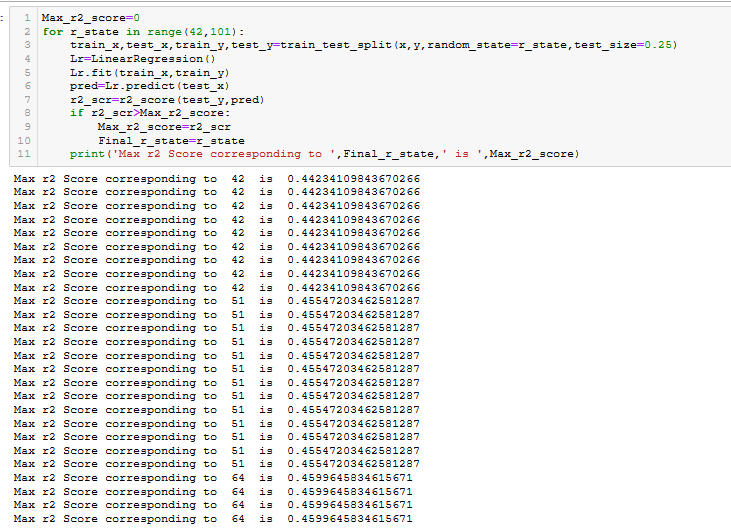 : 1 Max_r2_score=0
2 for r_state in range(42,101):
3     train_x,test_x,train_y,test_y=train_test_split(x,y,random_state=r_state,test_size=0.25)
4     Lr=LinearRegression()
5     Lr.fit(train_x,train_y)
6     pred=Lr.predict(test_x)
7     r2_scr=r2_score(test_y,pred)
8     if r2_scr>Max_r2_score:
9         Max_r2_score=r2_scr
10         Final_r_state=r_state
11     print('Max r2 Score corresponding to ',Final_r_state,' is ',Max_r2_score)
Max r2 Score corresponding to  42  is  0.44234109843670266
Max r2 Score corresponding to  42  is  0.44234109843670266
Max r2 Score corresponding to  42  is  0.44234109843670266
Max r2 Score corresponding to  42  is  0.44234109843670266
Max r2 Score corresponding to  42  is  0.44234109843670266
Max r2 Score corresponding to  42  is  0.44234109843670266
Max r2 Score corresponding to  42  is  0.44234109843670266
Max r2 Score corresponding to  42  is  0.44234109843670266
Max r2 Score corresponding to  42  is  0.44234109843670266
Max r2 Score corresponding to  51  is  0.45547203462581287
Max r2 Score corresponding to  51  is  0.45547203462581287
Max r2 Score corresponding to  51  is  0.45547203462581287
Max r2 Score corresponding to  51  is  0.45547203462581287
Max r2 Score corresponding to  51  is  0.45547203462581287
Max r2 Score corresponding to  51  is  0.45547203462581287
Max r2 Score corresponding to  51  is  0.45547203462581287
Max r2 Score corresponding to  51  is  0.45547203462581287
Max r2 Score corresponding to  51  is  0.45547203462581287
Max r2 Score corresponding to  51  is  0.45547203462581287
Max r2 Score corresponding to  51  is  0.45547203462581287
Max r2 Score corresponding to  51  is  0.45547203462581287
Max r2 Score corresponding to  51  is  0.45547203462581287
Max r2 Score corresponding to  64  is  0.4599645834615671
Max r2 Score corresponding to  64  is  0.4599645834615671
Max r2 Score corresponding to  64  is  0.4599645834615671
Max r2 Score corresponding to  64  is  0.4599645834615671